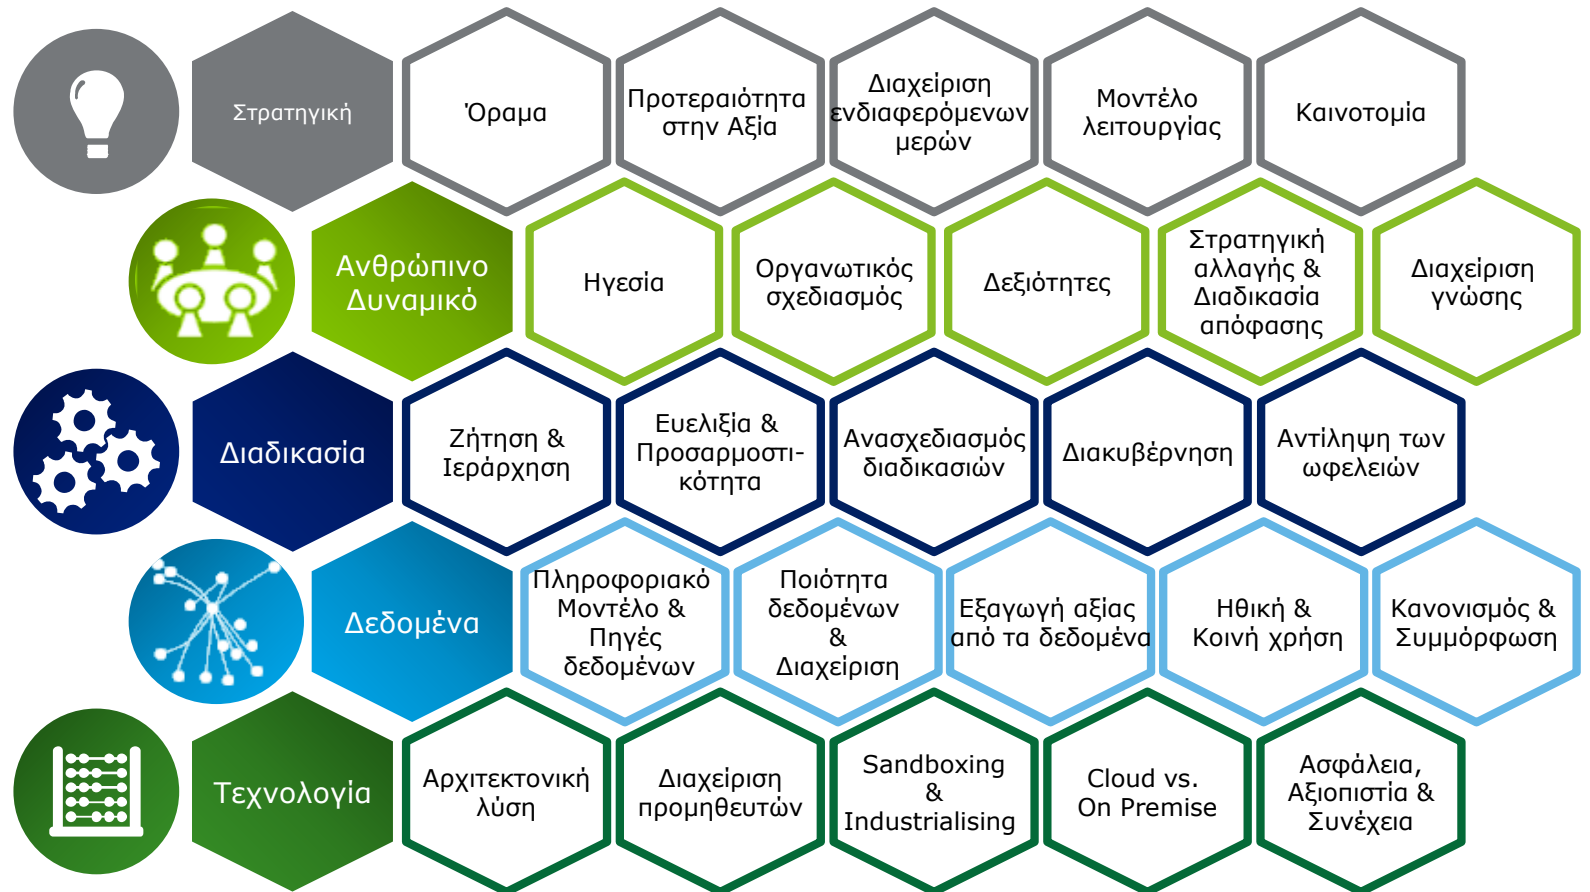 Στρατηγική
Όραμα
Προτεραιότητα
στην Αξία
Διαχείριση
ενδιαφερόμενων
μερών
Μοντέλο
λειτουργίας
Καινοτομία
Ανθρώπινο
Δυναμικό
Ηγεσία
Οργανωτικός
σχεδιασμός
Δεξιότητες
Στρατηγική
αλλαγής &
Διαδικασία
απόφασης
Διαχείριση
γνώσης
Διαδικασία
Ζήτηση &
Ιεράρχηση
Ευελιξία &
Προσαρμοστι-
κότητα
Ανασχεδιασμός
διαδικασιών
Διακυβέρνηση
Αντίληψη των
ωφελειών
Δεδομένα
Πληροφοριακό
Μοντέλο &
Πηγές
δεδομένων
Ποιότητα
δεδομένων
&
Διαχείριση
Εξαγωγή αξίας
από τα δεδομένα
Ηθική &
Κοινή χρήση
Κανονισμός &
Συμμόρφωση
Τεχνολογία
Αρχιτεκτονική
λύση
Διαχείριση
προμηθευτών
Sandboxing
&
Industrialising
Cloud vs.
On Premise
Ασφάλεια,
Αξιοπιστία &
Συνέχεια